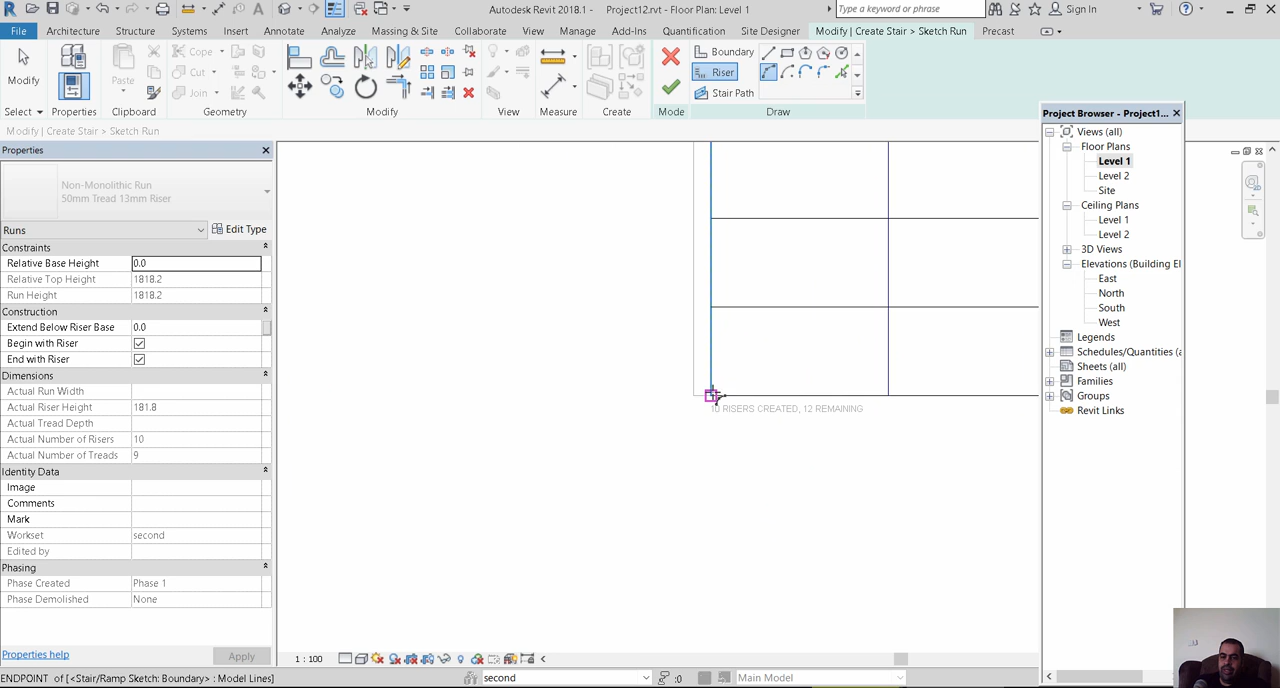 Autodesk Revit 2018.1 - Project12.rvt - Floor Plan: Level 1
Type a keyword or phrase
Sign In
File
Architecture
Structure
Systems
Insert
Annotate
Analyze
Massing & Site
Collaborate
View
Manage
Add-Ins
Quantification
Site Designer
Modify | Create Stair > Sketch Run
Precast
Modify
Paste
Cope
Cut
Join
Boundary
Riser
Stair Path
Select
Properties
Clipboard
Geometry
Modify
View
Measure
Create
Mode
Draw
Modify | Create Stair > Sketch Run
Properties
Non-Monolithic Run
50mm Tread 13mm Riser
Runs
Edit Type
Constraints
Relative Base Height 0.0
Relative Top Height 1818.2
Run Height 1818.2
Construction
Extend Below Riser Base 0.0
Begin with Riser
End with Riser
Dimensions
Actual Run Width
Actual Riser Height 181.8
Actual Tread Depth
Actual Number of Risers 10
Actual Number of Treads 9
Identity Data
Image
Comments
Mark
Workset second
Edited by
Phasing
Phase Created Phase 1
Phase Demolished None
Properties help
Apply
10 RISERS CREATED, 12 REMAINING
Project Browser - Project1...
Views (all)
Floor Plans
Level 1
Level 2
Site
Ceiling Plans
Level 1
Level 2
3D Views
Elevations (Building El
East
North
South
West
Legends
Schedules/Quantities (a
Sheets (all)
Families
Groups
Revit Links
1 : 100
ENDPOINT of [<Stair/Ramp Sketch: Boundary> : Model Lines]
second
:0
Main Model